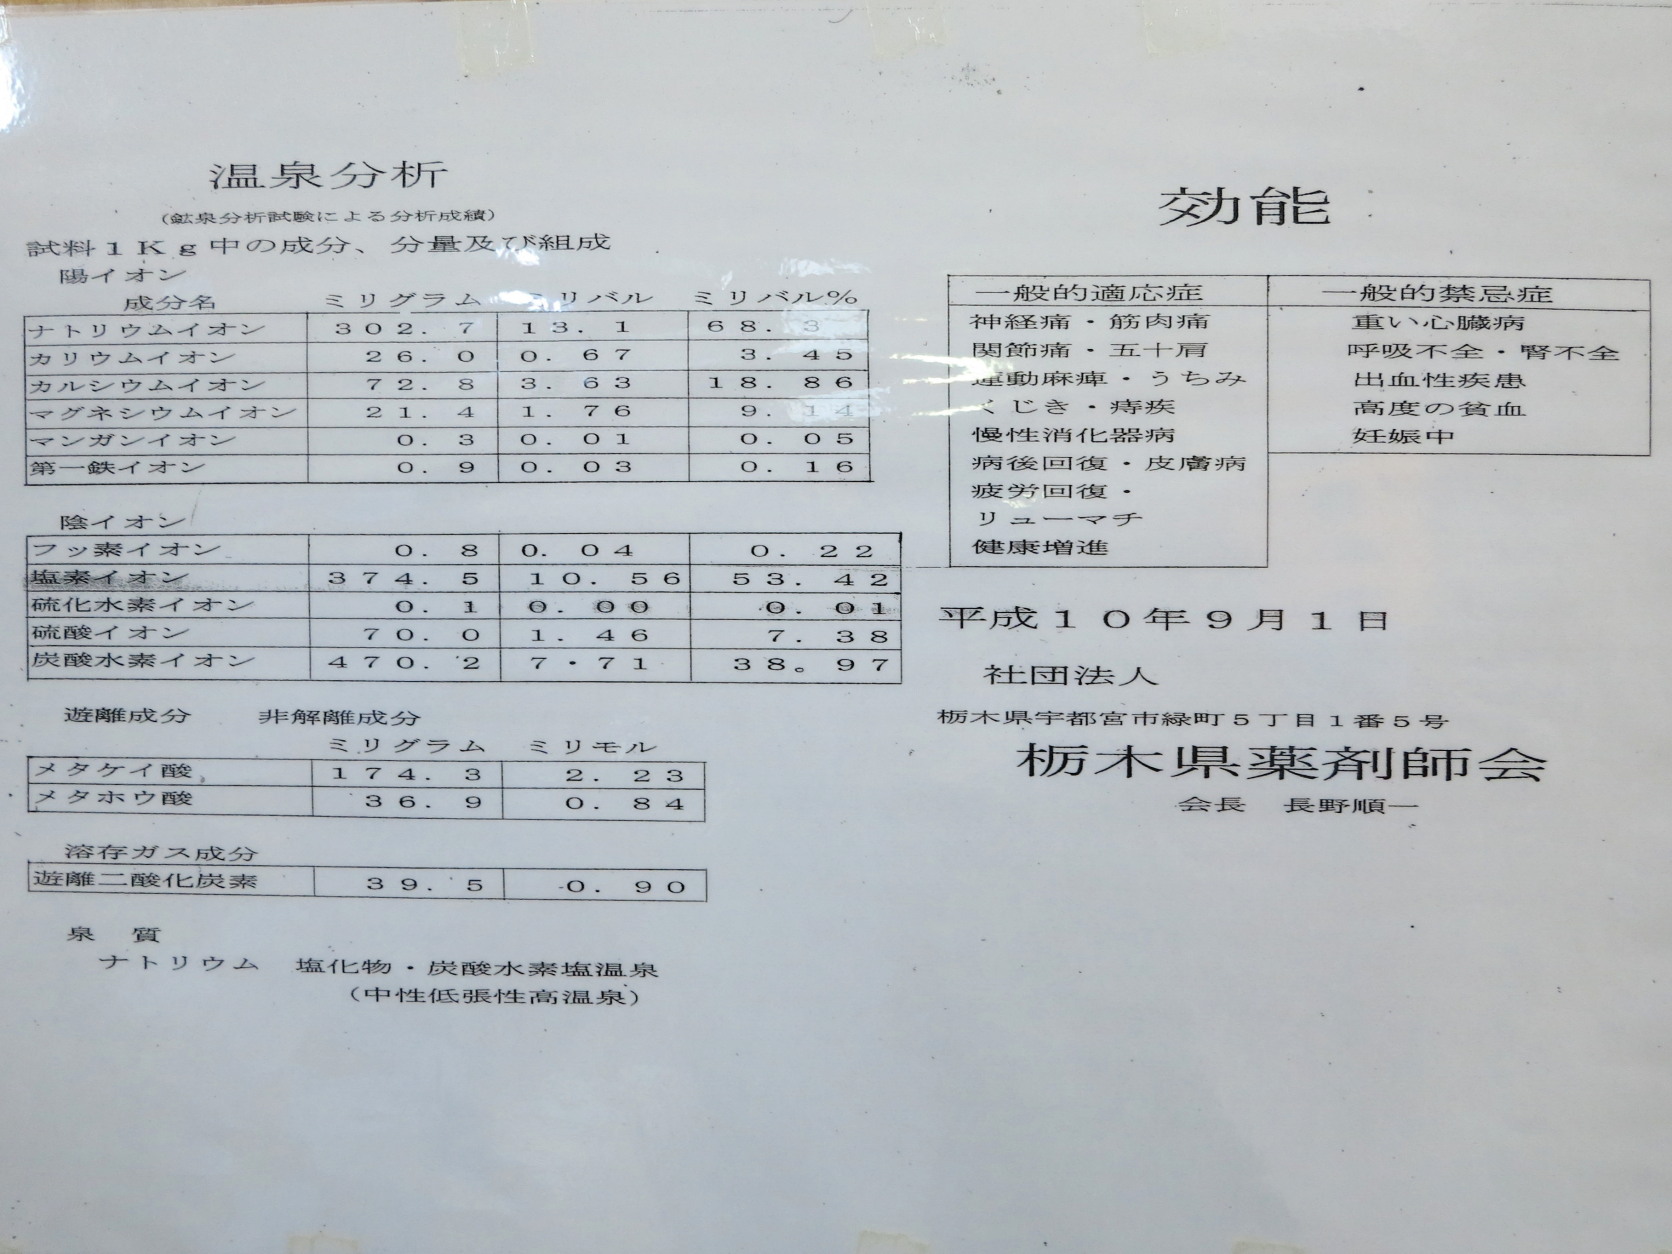 温泉分析
（鉱泉分析試験による分析成績）
試料１Ｋｇ中の成分、分量及び組成
陽イオン
成分名 ミリグラム ミリバル ミリバル％
ナトリウムイオン ３０２．７ １３．１ ６８．３
カリウムイオン ２６．０ ０．６７ ３．４５
カルシウムイオン ７２．８ ３．６３ １８．８６
マグネシウムイオン ２１．４ １．７６ ９．１４
マンガンイオン ０．３ ０．０１ ０．０５
第一鉄イオン ０．９ ０．０３ ０．１６
陰イオン
フッ素イオン ０．８ ０．０４ ０．２２
塩素イオン ３７４．５ １０．５６ ５３．４２
硫化水素イオン ０．１ ０．００ ０．０１
硫酸イオン ７０．０ １．４６ ７．３８
炭酸水素イオン ４７０．２ ７・７１ ３８。９７
遊離成分 非解離成分
ミリグラム ミリモル
メタケイ酸 １７４．３ ２．２３
メタホウ酸 ３６．９ ０．８４
溶存ガス成分
遊離二酸化炭素 ３９．５ ０．９０
泉 質
ナトリウム 塩化物・炭酸水素塩温泉
（中性低張性高温泉）
効能
一般的適応症 一般的禁忌症
神経痛・筋肉痛 重い心臓病
関節痛・五十肩 呼吸不全・腎不全
運動麻痺・うちみ 出血性疾患
くじき・痔疾 高度の貧血
慢性消化器病 妊娠中
病後回復・皮膚病
疲労回復・
リューマチ
健康増進
平成１０年９月１日
社団法人
栃木県宇都宮市緑町５丁目１番５号
栃木県薬剤師会
会長 長野順一